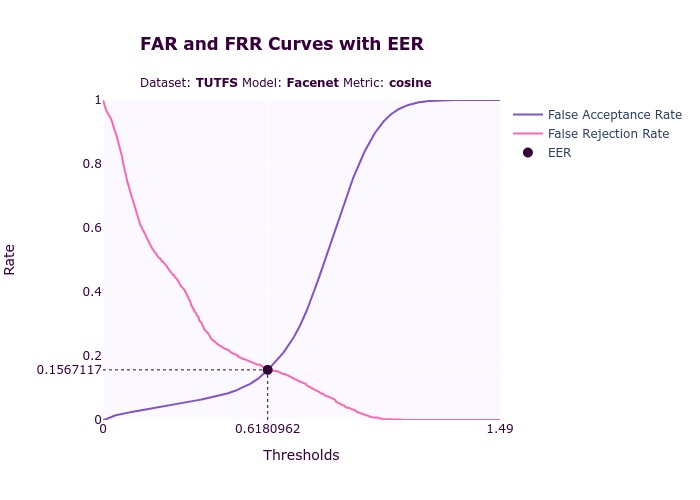 FAR and FRR Curves with EER
Dataset: TUTFS Model: Facenet Metric: cosine
False Acceptance Rate
False Rejection Rate
EER
Rate
1
0.8
0.6
0.4
0.2
0.1567117
0
0
0.6180962
1.49
Thresholds